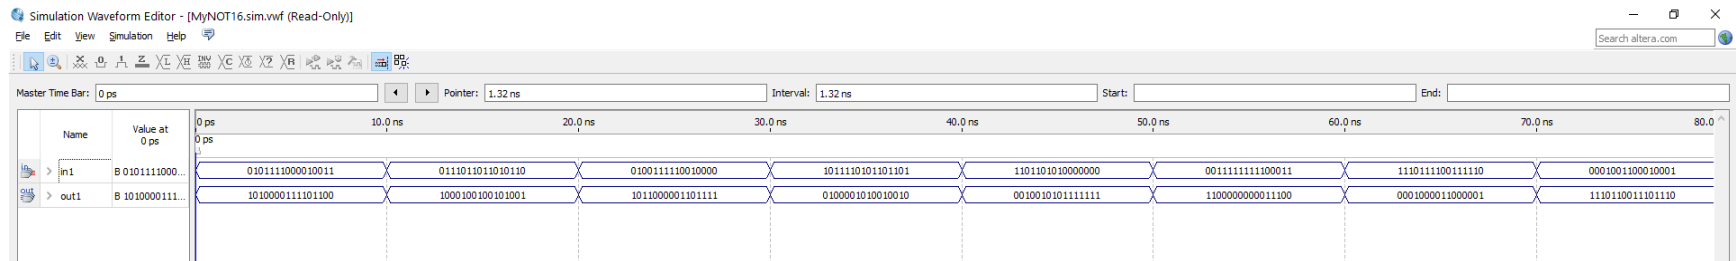 Simulation Waveform Editor - [MyNOT16.sim.vwf (Read-Only)]
File Edit View Simulation Help
Search altera.com
Master Time Bar: 0 ps Pointer: 1.32 ns Interval: 1.32 ns Start: End:
Name Value at 0 ps 0 ps 10.0 ns 20.0 ns 30.0 ns 40.0 ns 50.0 ns 60.0 ns 70.0 ns 80.0
0 ps
in1 B 0101111000... 0101111000010011 0111011011010110 0100111110010000 1011110101101101 1101101010000000 0011111111100011 1110111100111110 0001001100010001
out1 B 1010000111... 1010000111101100 1000100100101001 1011000001101111 0100001010010010 0010010101111111 1100000000011100 0001000011000001 1110110011101110